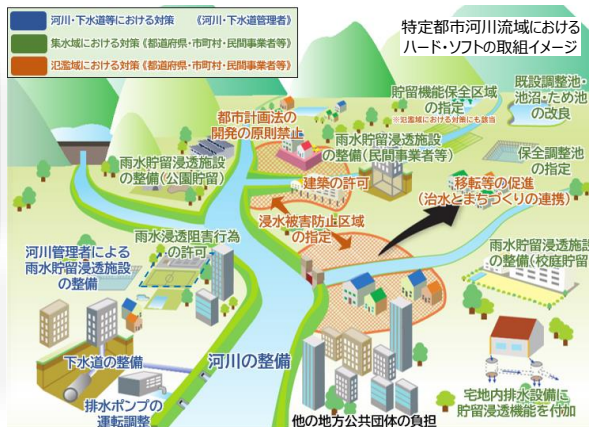 河川・下水道等における対策　《河川・下水道管理者》
集水域における対策《都道府県・市町村・民間事業者等》
氾濫域における対策《都道府県・市町村・民間事業者等》
特定都市河川流域における
ハード・ソフトの取組イメージ
貯留機能保全区域
の指定
※氾濫域における対策にも該当
既設調整池・
池沼・ため池
の改良
都市計画法の
開発の原則禁止
雨水貯留浸透施設
の整備(民間事業者等)
雨水貯留浸透施設
の整備(公園貯留)
保全調整池
の指定
建築の許可
移転等の促進
(治水とまちづくりの連携)
浸水被害防止区域
の指定
雨水浸透阻害行為
の許可
河川管理者による
雨水貯留浸透施設
の整備
雨水貯留浸透施設
の整備(校庭貯留
下水道の整備
河川の整備
排水ポンプの
運転調整
他の地方公共団体の負担
宅地内排水設備に
貯留浸透機能を付加